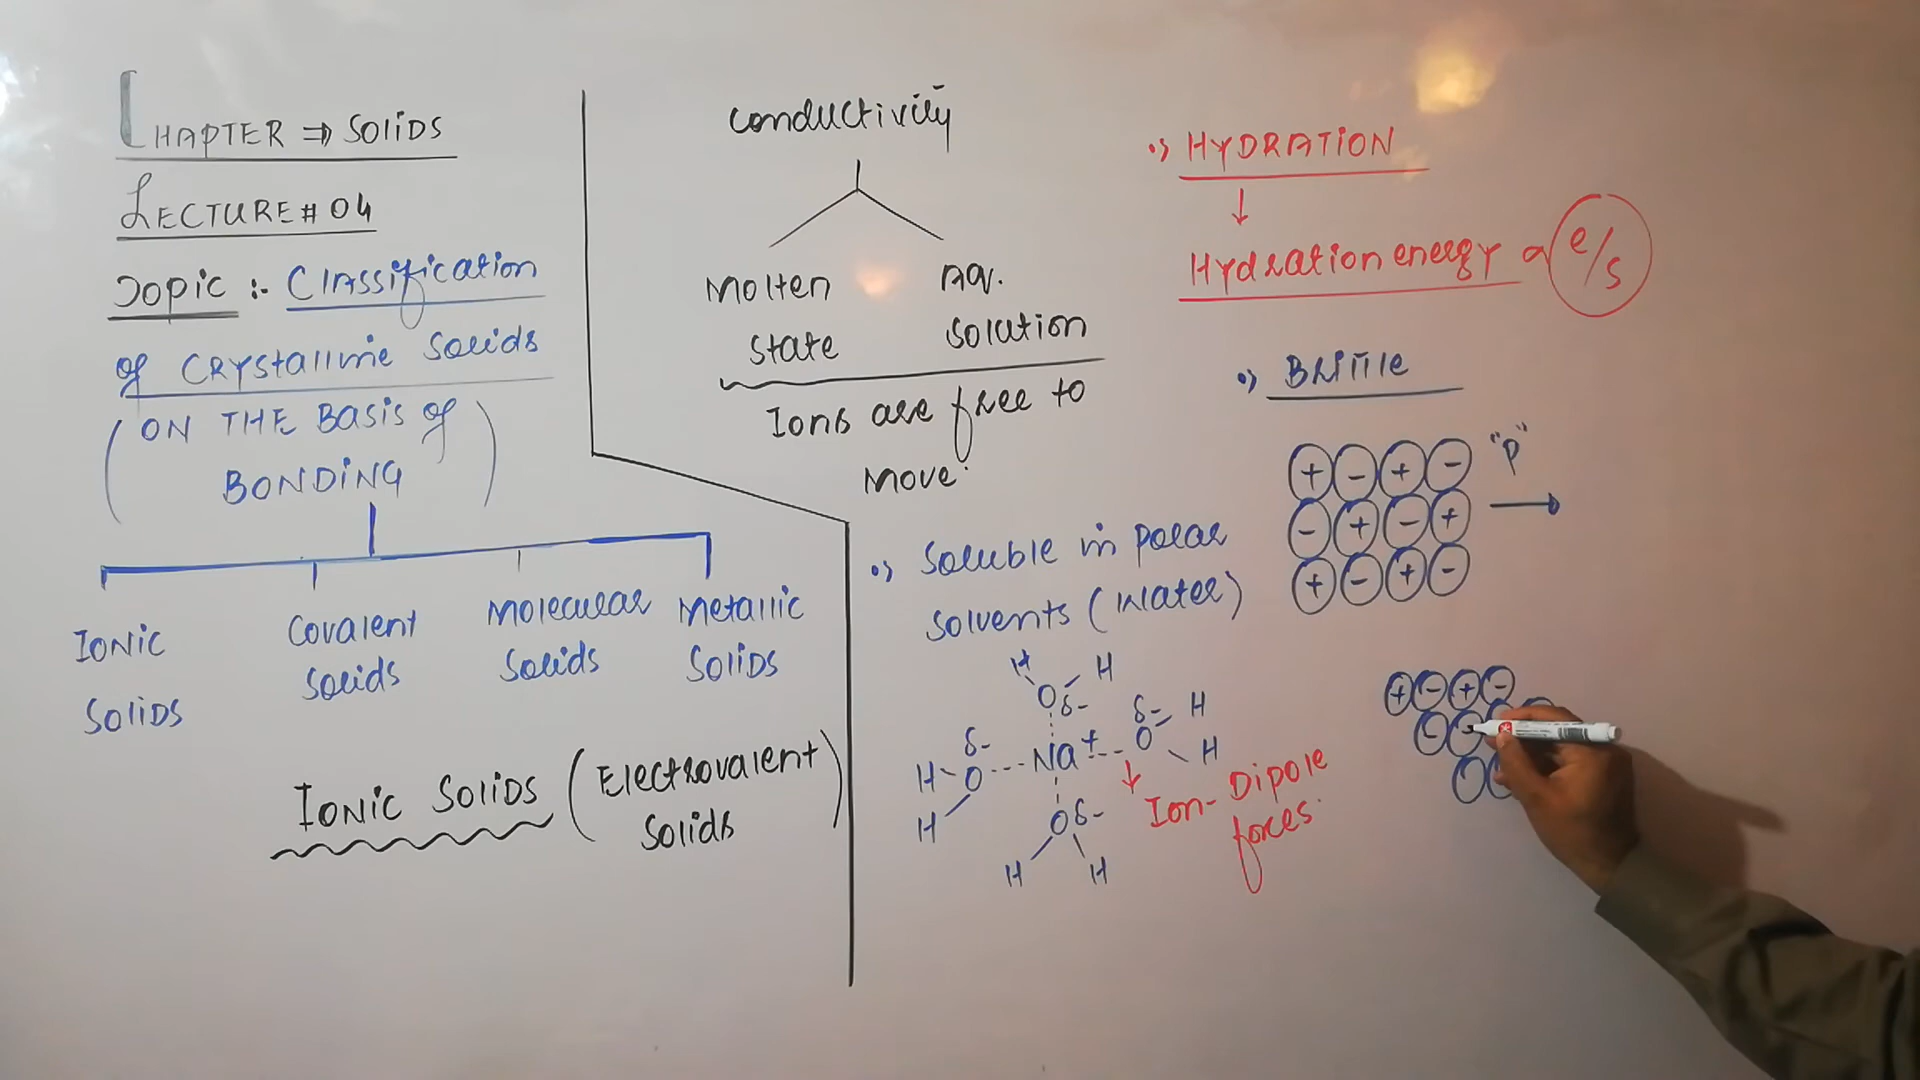 CHAPTER ⇒ SOliDS
LECTURE # 04
Topic :- Classification
of CRYstalline Solids
( ON THE BASiS of
BONDiNG )
IONiC
SOLiDS
Covalent
Solids
Molecular
Solids
Metallic
SOLiDS
IONiC SOLiDS (Electrovalent
Solids)
Conductivity
Molten
State
Aq.
Solution
Ions are free to
Move.
•) Soluble in polar
solvents (Water)
H H
O δ-
δ- H
H O --- Na+ --- O
H H
O δ-
H H
↓
Ion-Dipole
forces.
•) HYDRATiON
↓
Hydration energy α e/s
•) BRiTTle
+ - + -
- + - +
+ - + -
"P"
→
+ - + -